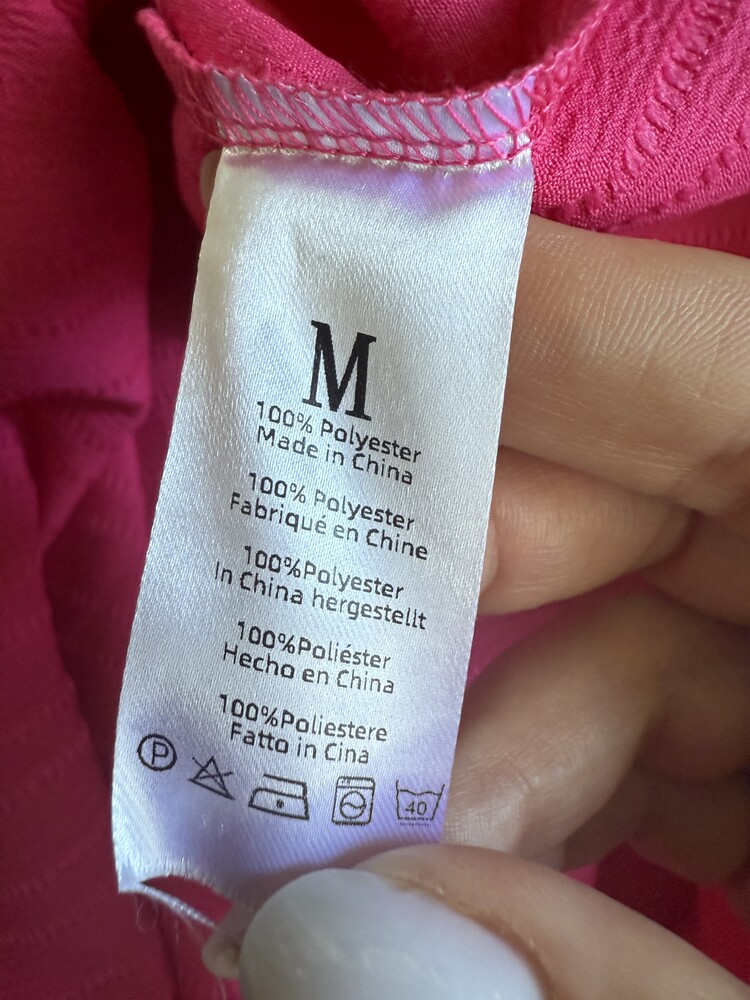 M
100% Polyester
Made in China
100% Polyester
Fabriqué en Chine
100%Polyester
In China hergestellt
100%Poliéster
Hecho en China
100%Poliestere
Fatto in Cina
P
40